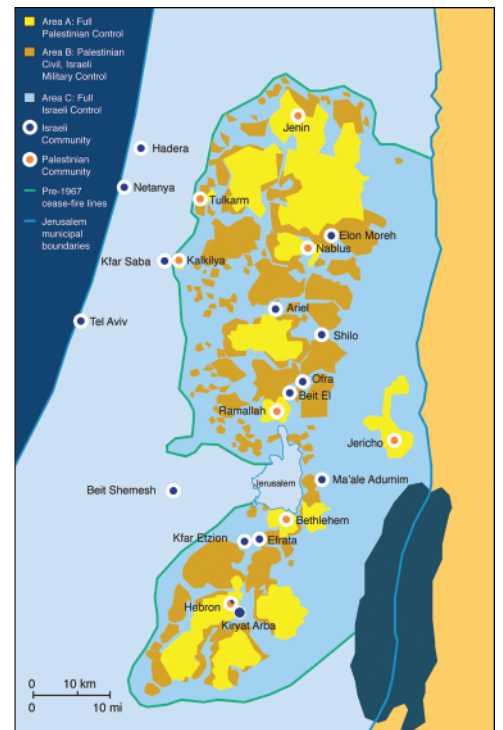 Area A: Full
Palestinian Control
Area B: Palestinian
Civil, Israeli
Military Control
Area C: Full
Israeli Control
Israeli
Community
Palestinian
Community
Pre-1967
cease-fire lines
Jerusalem
municipal
boundaries
Jenin
Hadera
Netanya
Tulkarm
Elon Moreh
Nablus
Kfar Saba
Kalkilya
Ariel
Tel Aviv
Shilo
Ofra
Beit El
Ramallah
Jericho
Jerusalem
Ma'ale Adumim
Beit Shemesh
Bethlehem
Kfar Etzion
Efrata
Hebron
Kiryat Arba
0 10 km
0 10 mi